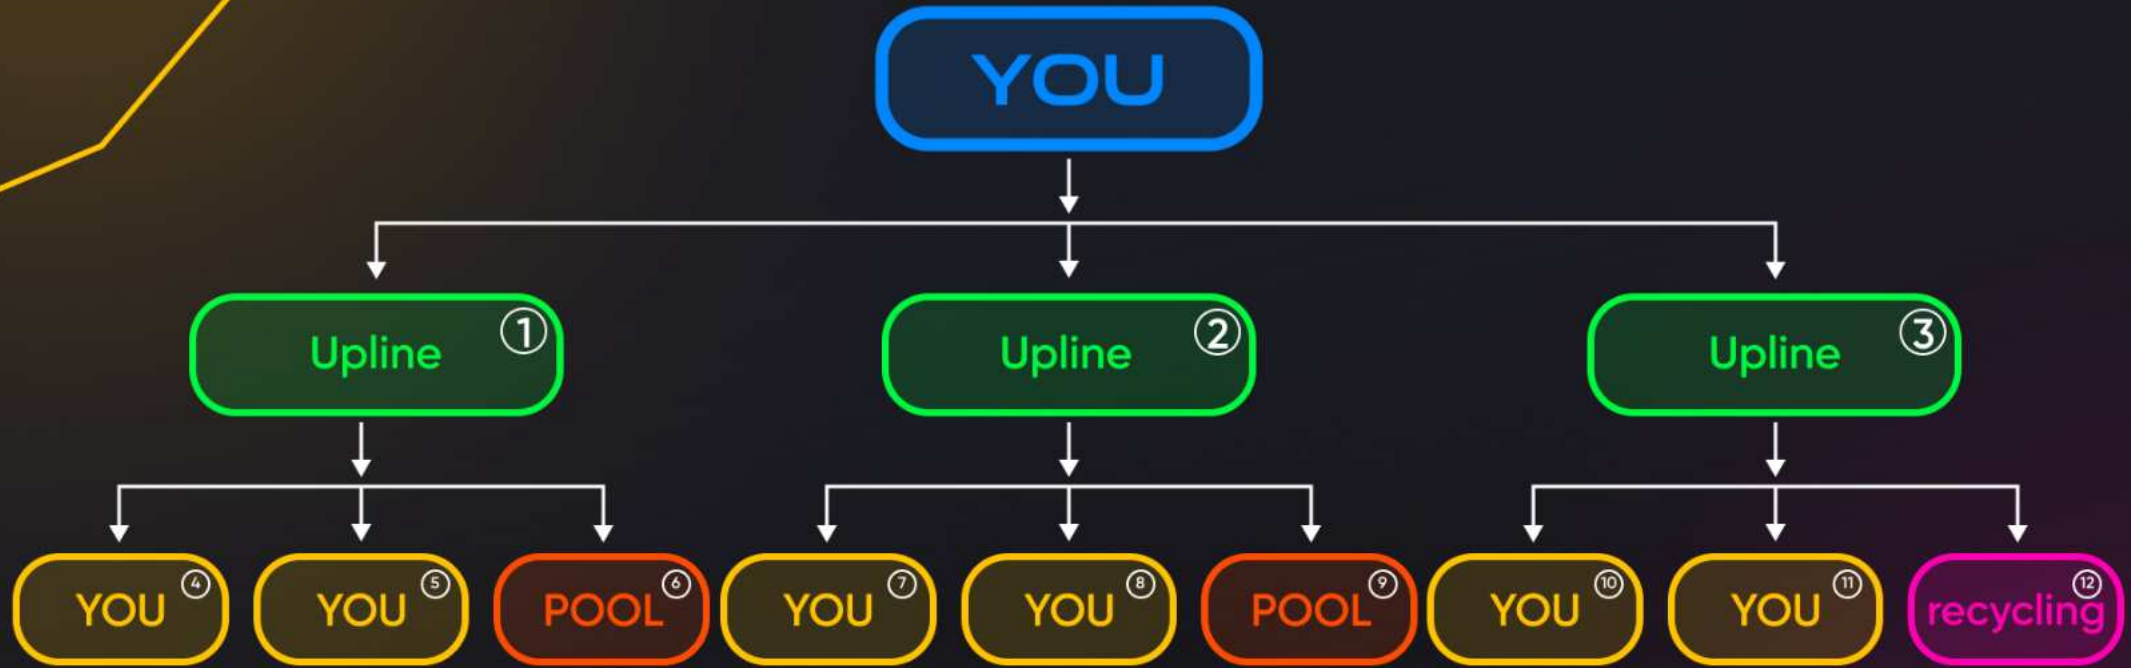 YOU
Upline ①
Upline ②
Upline ③
YOU ④
YOU ⑤
POOL ⑥
YOU ⑦
YOU ⑧
POOL ⑨
YOU ⑩
YOU ⑪
recycling ⑫